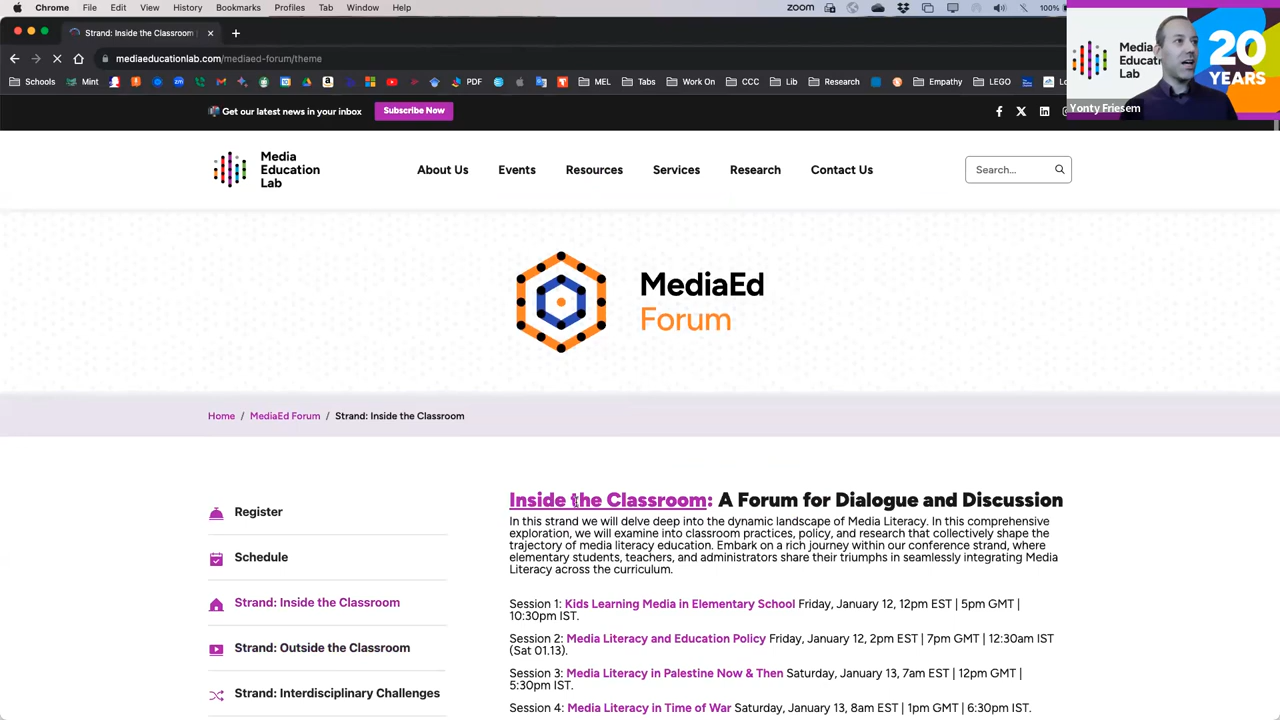 Chrome File Edit View History Bookmarks Profiles Tab Window Help zoom 100%
Strand: Inside the Classroom
mediaeducationlab.com/mediaed-forum/theme
Schools Mint PDF MEL Tabs Work On CCC Lib Research Empathy LEGO
Media
Education
Lab
20
YEARS
Yonty Friesem
Get our latest news in your inbox Subscribe Now
Media
Education
Lab
About Us Events Resources Services Research Contact Us Search...
MediaEd
Forum
Home / MediaEd Forum / Strand: Inside the Classroom
Register
Schedule
Strand: Inside the Classroom
Strand: Outside the Classroom
Strand: Interdisciplinary Challenges
Inside the Classroom: A Forum for Dialogue and Discussion
In this strand we will delve deep into the dynamic landscape of Media Literacy. In this comprehensive
exploration, we will examine into classroom practices, policy, and research that collectively shape the
trajectory of media literacy education. Embark on a rich journey within our conference strand, where
elementary students, teachers, and administrators share their triumphs in seamlessly integrating Media
Literacy across the curriculum.
Session 1: Kids Learning Media in Elementary School Friday, January 12, 12pm EST | 5pm GMT |
10:30pm IST.
Session 2: Media Literacy and Education Policy Friday, January 12, 2pm EST | 7pm GMT | 12:30am IST
(Sat 01.13).
Session 3: Media Literacy in Palestine Now & Then Saturday, January 13, 7am EST | 12pm GMT |
5:30pm IST.
Session 4: Media Literacy in Time of War Saturday, January 13, 8am EST | 1pm GMT | 6:30pm IST.